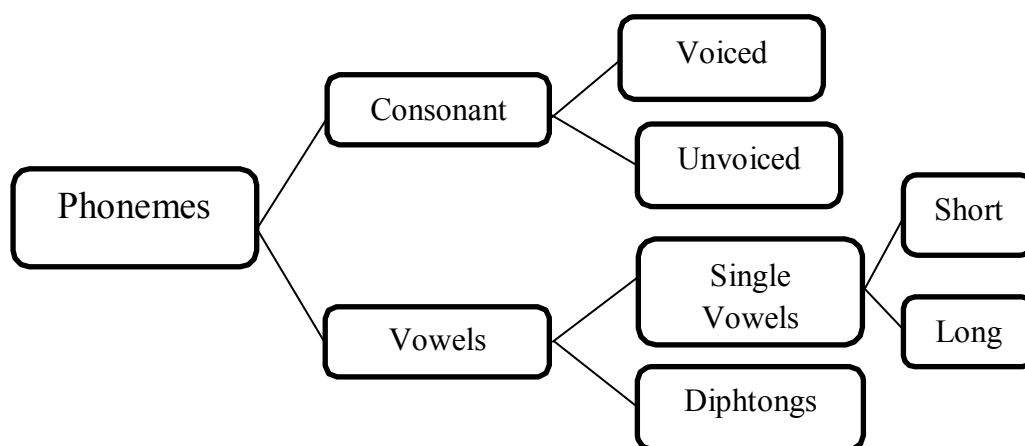 Phonemes
Consonant
Voiced
Unvoiced
Vowels
Single
Vowels
Short
Long
Diphtongs